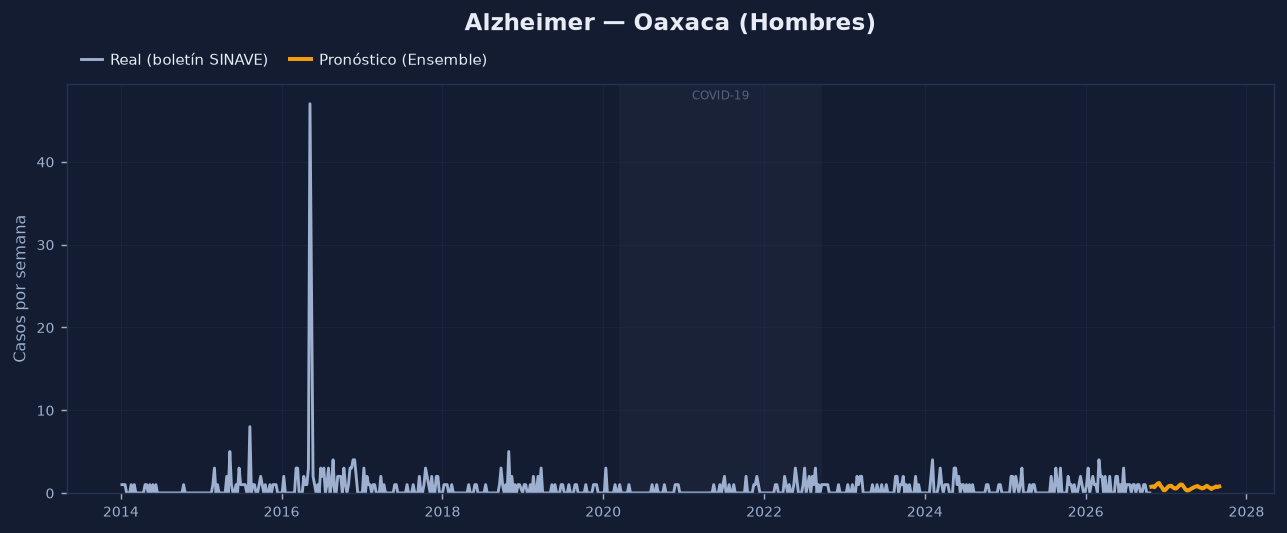 Alzheimer — Oaxaca (Hombres)
Real (boletín SINAVE) Pronóstico (Ensemble)
COVID-19
Casos por semana
40
30
20
10
0
2014 2016 2018 2020 2022 2024 2026 2028